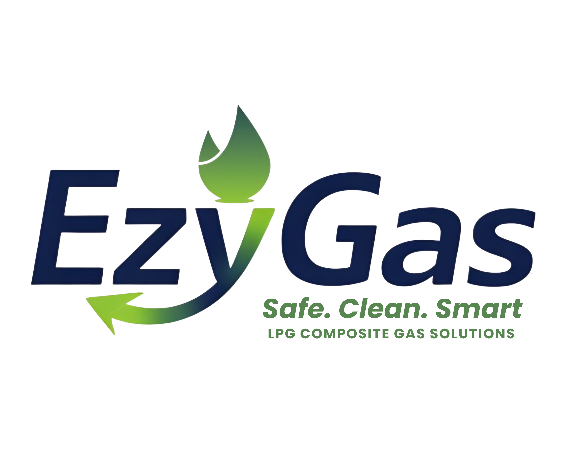 EzyGas
Safe. Clean. Smart
LPG COMPOSITE GAS SOLUTIONS